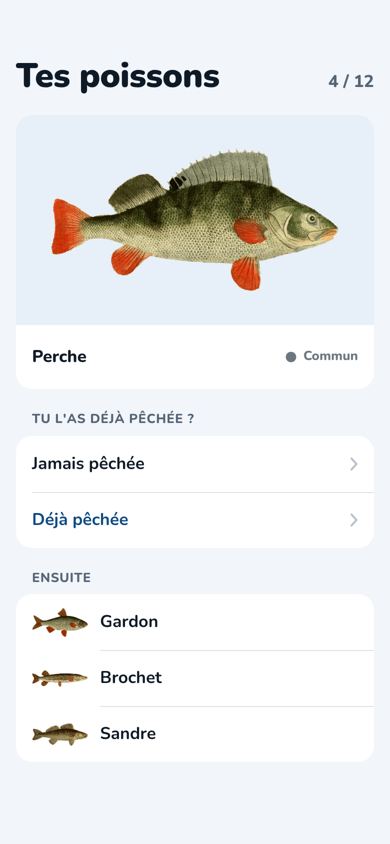 Tes poissons
4 / 12
Perche
Commun
TU L'AS DÉJÀ PÊCHÉE ?
Jamais pêchée
Déjà pêchée
ENSUITE
Gardon
Brochet
Sandre